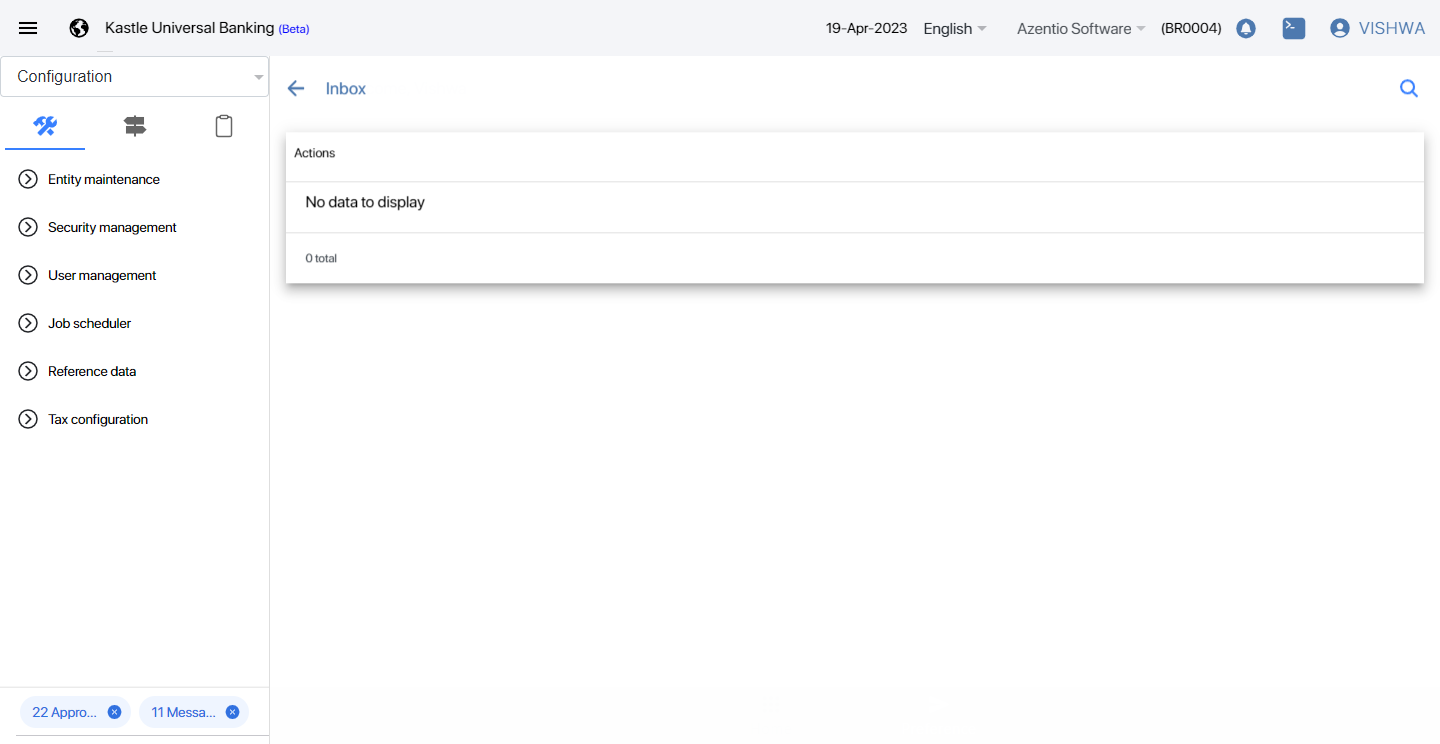 Kastle Universal Banking (Beta)
19-Apr-2023 English Azentio Software (BR0004) VISHWA
Configuration
Inbox
Actions
No data to display
0 total
Entity maintenance
Security management
User management
Job scheduler
Reference data
Tax configuration
22 Appro... 11 Messa...